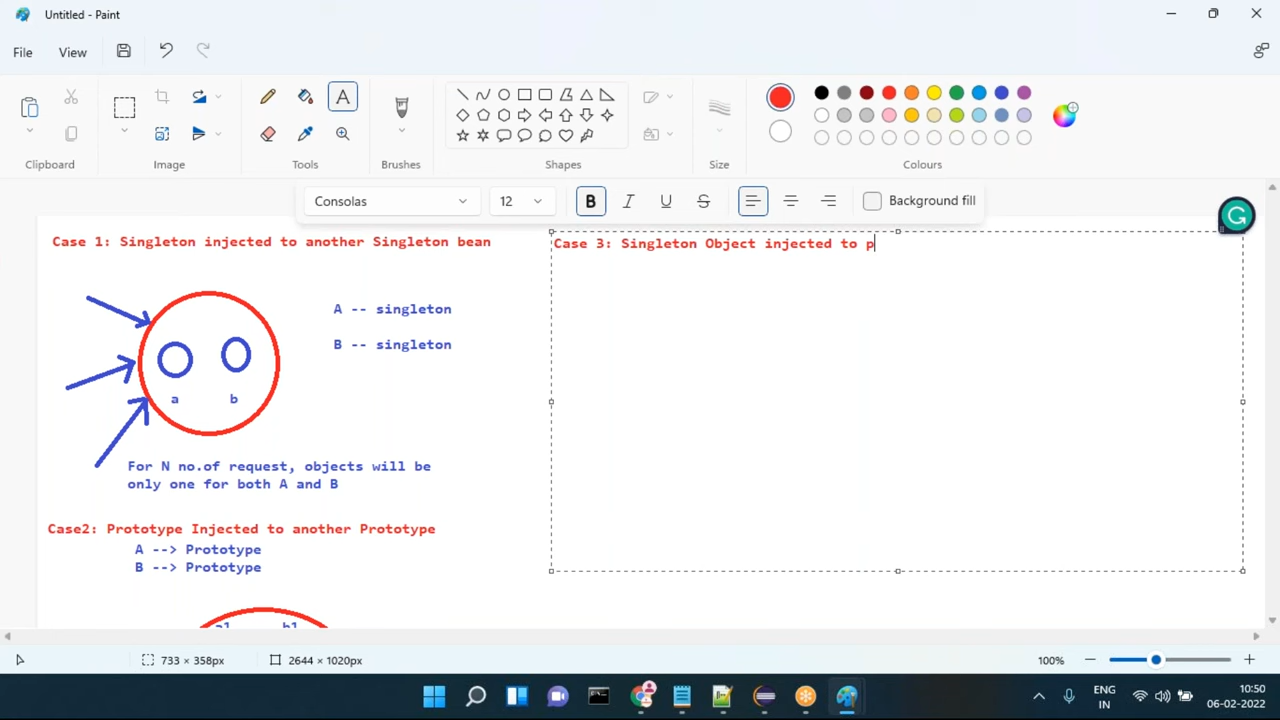 Untitled - Paint
File View
Clipboard
Image
Tools
Brushes
Shapes
Size
Colours
Consolas 12 B I U S Background fill
Case 1: Singleton injected to another Singleton bean
A -- singleton
B -- singleton
a b
For N no.of request, objects will be
only one for both A and B
Case2: Prototype Injected to another Prototype
A --> Prototype
B --> Prototype
a1 b1
Case 3: Singleton Object injected to p
733 × 358px
2644 × 1020px
100%
ENG
IN
10:50
06-02-2022